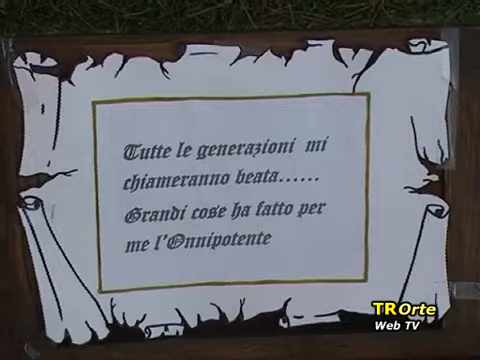 Tutte le generazioni mi
chiameranno beata......
Grandi cose ha fatto per
me l'Onnipotente
TROrte
Web TV